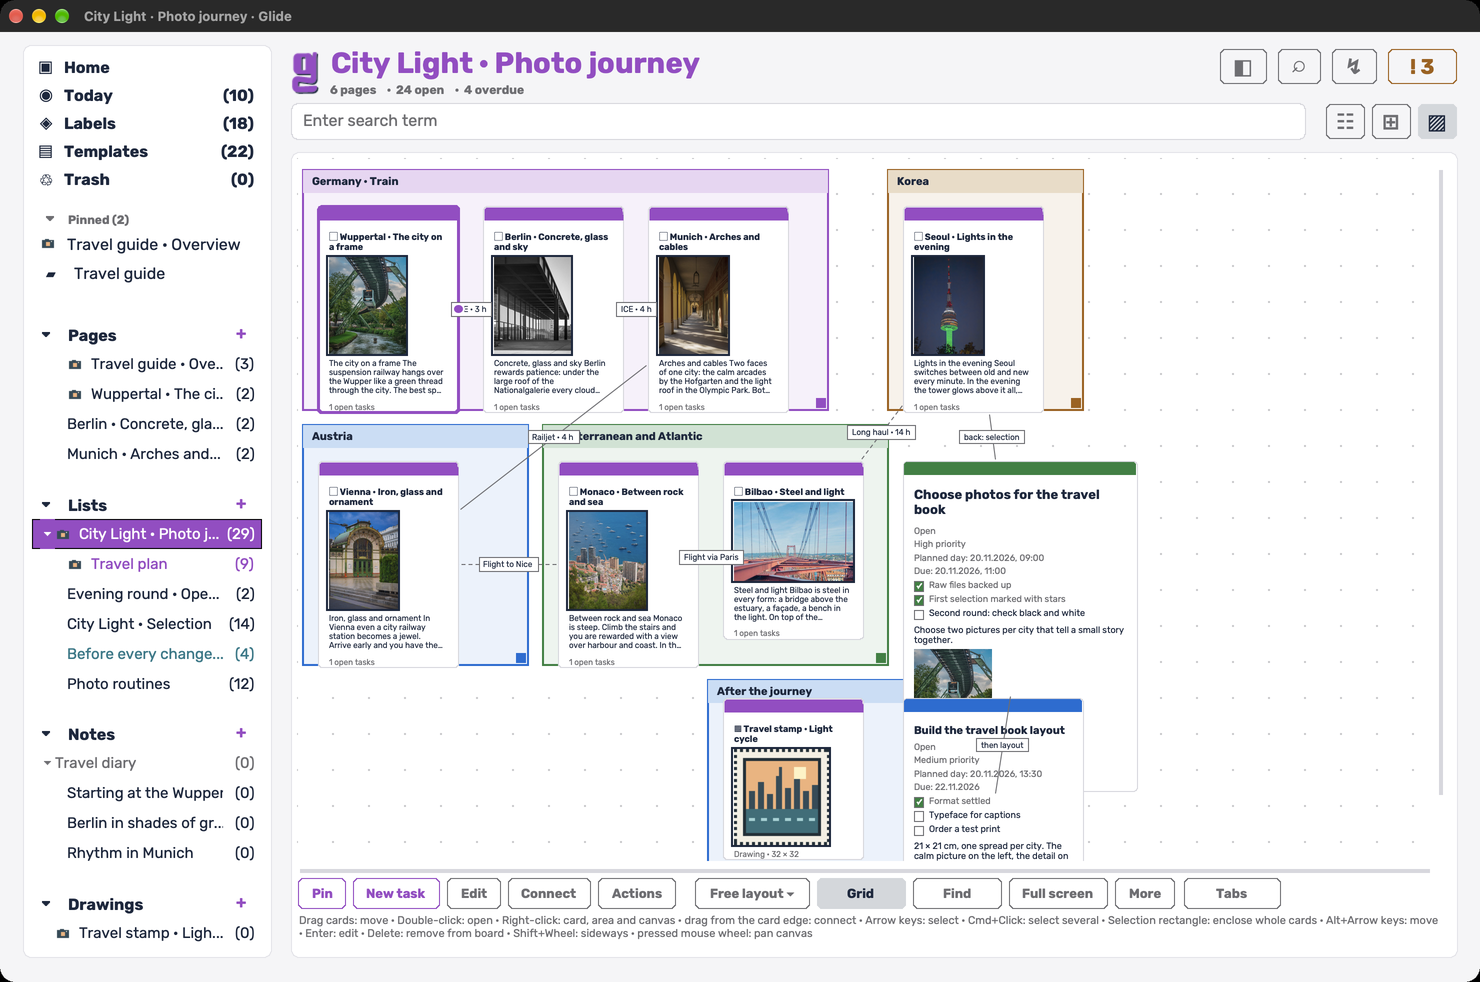 City Light · Photo journey · Glide
Home
Today (10)
Labels (18)
Templates (22)
Trash (0)
Pinned (2)
Travel guide • Overview
Travel guide
Pages +
Travel guide • Ove.. (3)
Wuppertal • The ci.. (2)
Berlin • Concrete, gla... (2)
Munich • Arches and... (2)
Lists +
City Light • Photo j... (29)
Travel plan (9)
Evening round • Ope... (2)
City Light • Selection (14)
Before every change... (4)
Photo routines (12)
Notes +
Travel diary (0)
Starting at the Wupper (0)
Berlin in shades of gr.. (0)
Rhythm in Munich (0)
Drawings +
Travel stamp • Ligh... (0)
g City Light • Photo journey
6 pages • 24 open • 4 overdue
! 3
Enter search term
Germany • Train
Wuppertal • The city on
a frame
The city on a frame The
suspension railway hangs over
the Wupper like a green thread
through the city. The best sp...
1 open tasks
E • 3 h
Berlin • Concrete, glass
and sky
Concrete, glass and sky Berlin
rewards patience: under the
large roof of the
Nationalgalerie every cloud...
1 open tasks
ICE • 4 h
Munich • Arches and
cables
Arches and cables Two faces
of one city: the calm arcades
by the Hofgarten and the light
roof in the Olympic Park. Bot...
1 open tasks
Korea
Seoul • Lights in the
evening
Lights in the evening Seoul
switches between old and new
every minute. In the evening
the tower glows above it all,...
1 open tasks
Austria
Railjet • 4 h
Vienna • Iron, glass and
ornament
Iron, glass and ornament In
Vienna even a city railway
station becomes a jewel.
Arrive early and you have the...
1 open tasks
Flight to Nice
terranean and Atlantic
Long haul • 14 h
Monaco • Between rock
and sea
Between rock and sea Monaco
is steep. Climb the stairs and
you are rewarded with a view
over harbour and coast. In th...
1 open tasks
Flight via Paris
Bilbao • Steel and light
Steel and light Bilbao is steel in
every form: a bridge above the
estuary, a façade, a bench in
the light. On top of the...
1 open tasks
back: selection
Choose photos for the travel
book
Open
High priority
Planned day: 20.11.2026, 09:00
Due: 20.11.2026, 11:00
Raw files backed up
First selection marked with stars
Second round: check black and white
Choose two pictures per city that tell a small story
together.
After the journey
Travel stamp • Light
cycle
Drawing • 32 × 32
Build the travel book layout
Open
then layout
Medium priority
Planned day: 20.11.2026, 13:30
Due: 22.11.2026
Format settled
Typeface for captions
Order a test print
21 × 21 cm, one spread per city. The
calm picture on the left, the detail on
Pin
New task
Edit
Connect
Actions
Free layout
Grid
Find
Full screen
More
Tabs
Drag cards: move • Double-click: open • Right-click: card, area and canvas • drag from the card edge: connect • Arrow keys: select • Cmd+Click: select several • Selection rectangle: enclose whole cards • Alt+Arrow keys: move
• Enter: edit • Delete: remove from board • Shift+Wheel: sideways • pressed mouse wheel: pan canvas